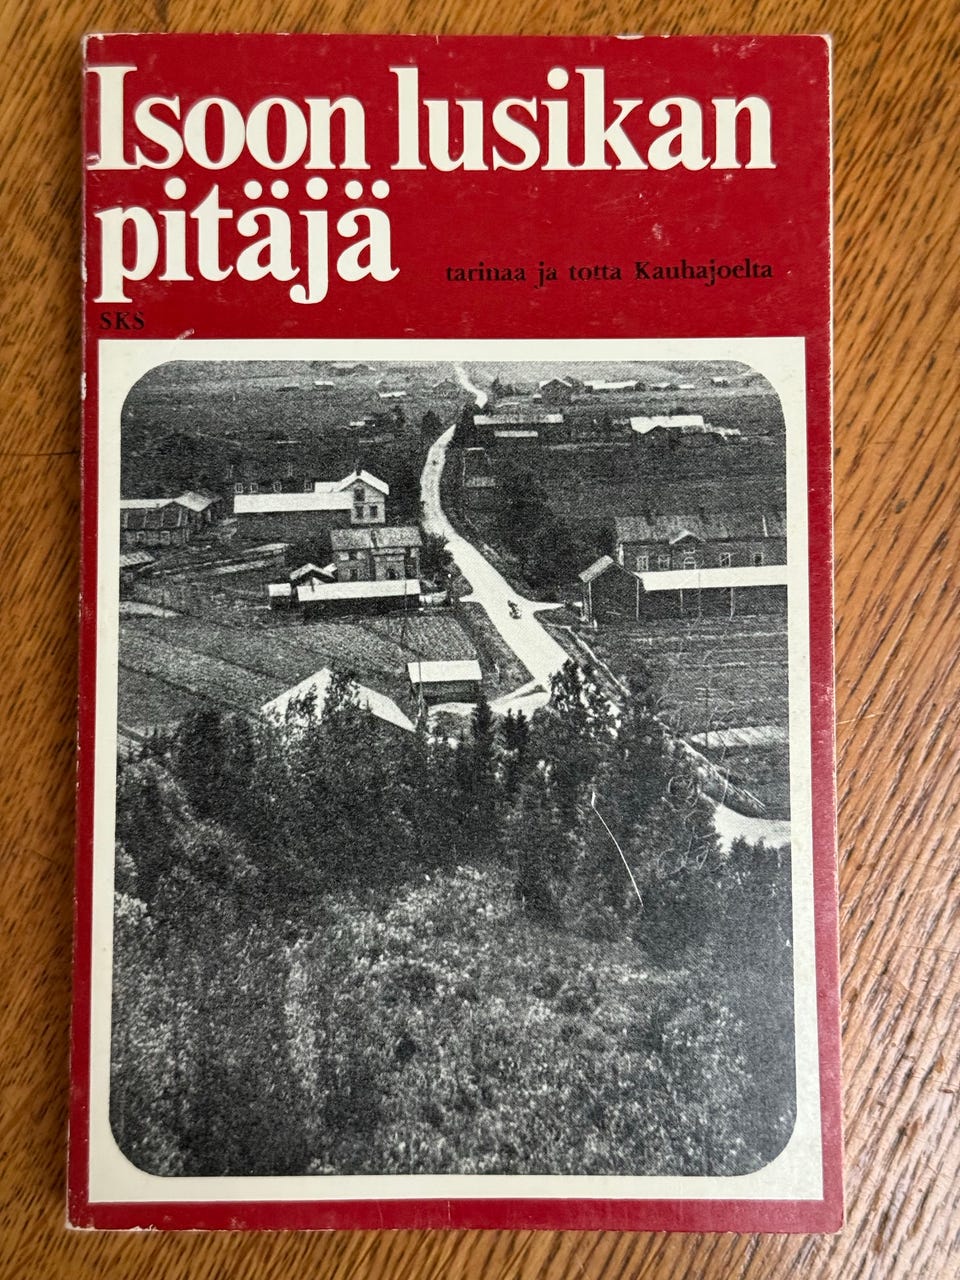 Isoon lusikan
pitäjä
tarinaa ja totta Kauhajoelta
SKS